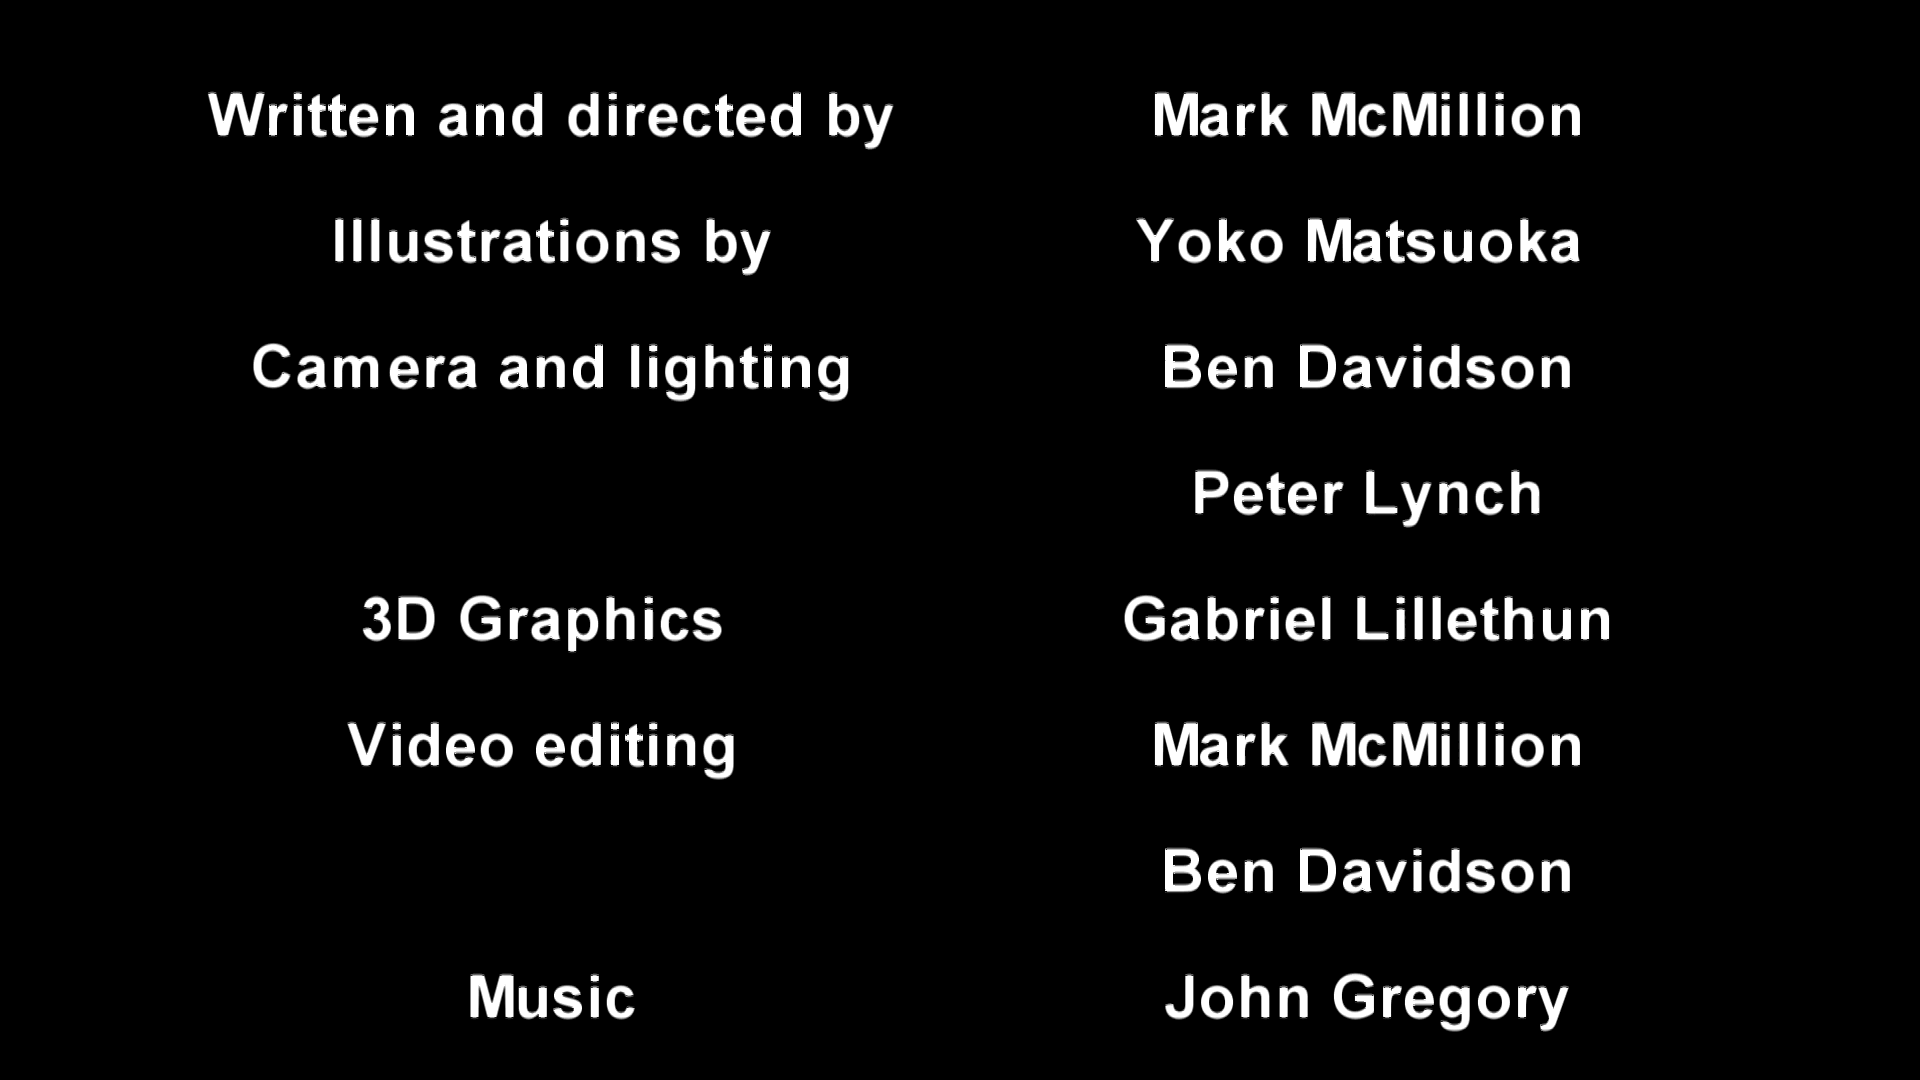 Written and directed by Mark McMillion
Illustrations by Yoko Matsuoka
Camera and lighting Ben Davidson
Peter Lynch
3D Graphics Gabriel Lillethun
Video editing Mark McMillion
Ben Davidson
Music John Gregory